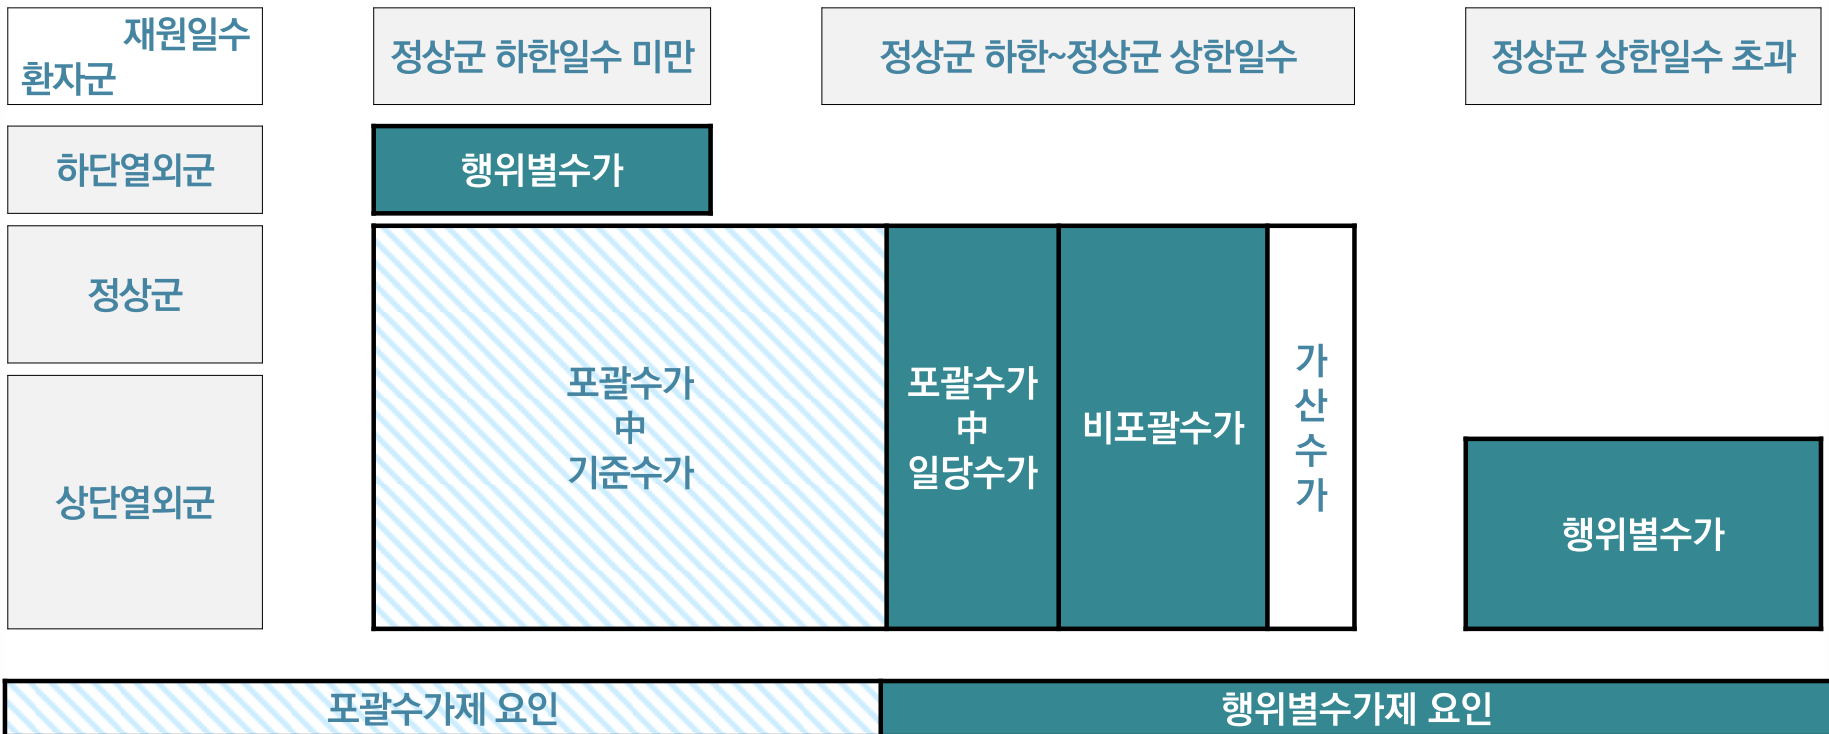 재원일수
환자군
정상군 하한일수 미만
정상군 하한~정상군 상한일수
정상군 상한일수 초과
하단열외군
행위별수가
정상군
상단열외군
포괄수가
中
기준수가
포괄수가
中
일당수가
비포괄수가
가
산
수
가
행위별수가
포괄수가제 요인
행위별수가제 요인